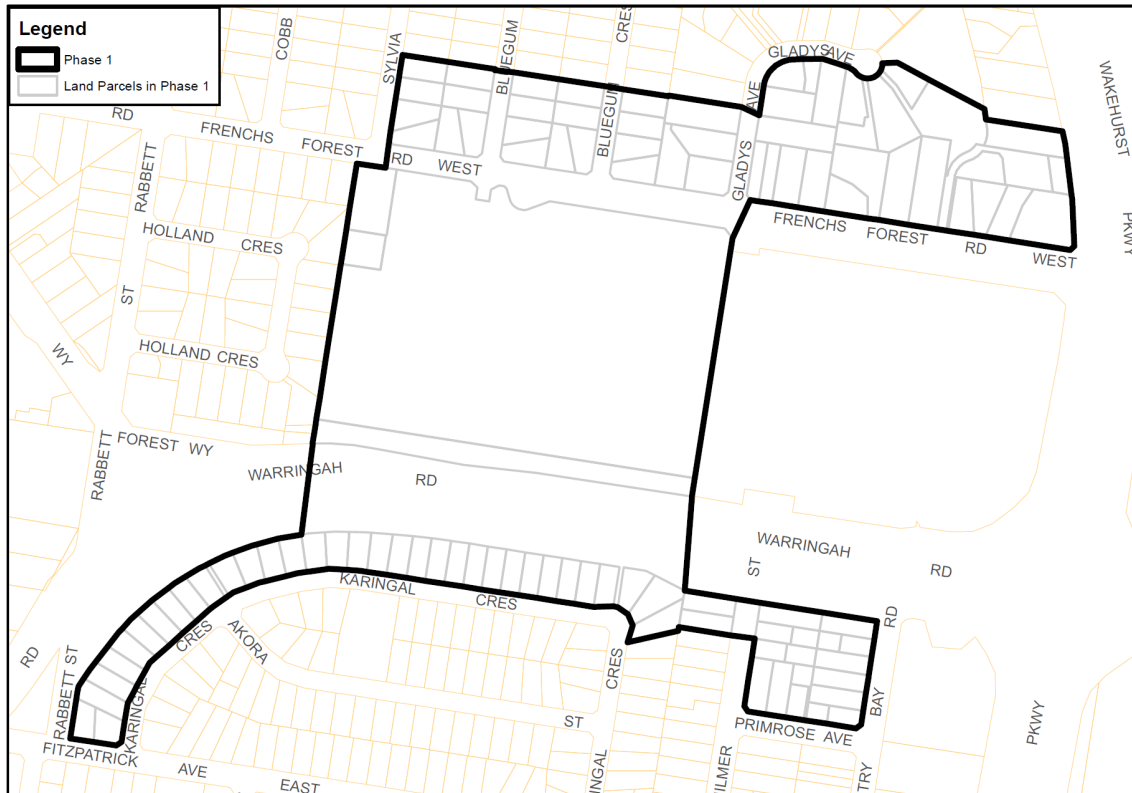 Legend
Phase 1
Land Parcels in Phase 1
COBB
SYLVIA
BLUEGUM
CRES
GLADYS AVE
WAKEHURST
AVE
RD
FRENCHS FOREST RD WEST
BLUEGUM
RABBETT
GLADYS
HOLLAND CRES
FRENCHS FOREST RD WEST
PKWY
ST
HOLLAND CRES
WY
FOREST WY
RABBETT
WARRINGAH RD
WARRINGAH RD
ST
KARINGAL CRES
CRES
AKORA
RD
RD
RABBETT ST
KARINGAL
CRES
BAY
ST
PRIMROSE AVE
PKWY
FITZPATRICK AVE EAST
INGAL
ILMER
TRY